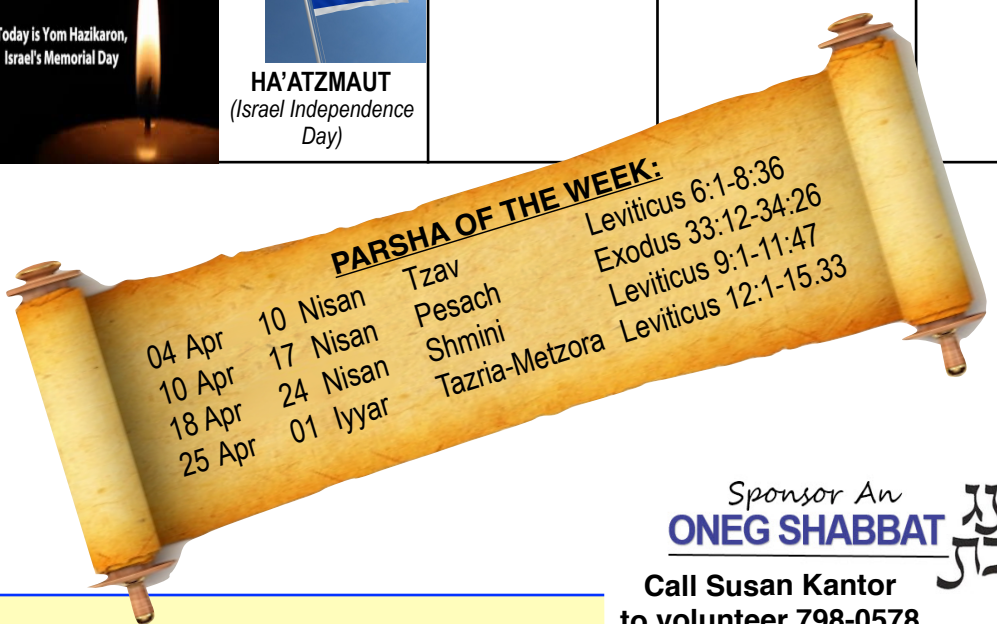 Today is Yom Hazikaron,
Israel's Memorial Day
HA'ATZMAUT
(Israel Independence
Day)
PARSHA OF THE WEEK:
04 Apr 10 Nisan Tzav Leviticus 6:1-8:36
10 Apr 17 Nisan Pesach Exodus 33:12-34:26
18 Apr 24 Nisan Shmini Leviticus 9:1-11:47
25 Apr 01 Iyyar Tazria-Metzora Leviticus 12:1-15.33
Sponsor An
ONEG SHABBAT
Call Susan Kantor
to volunteer 798-0578